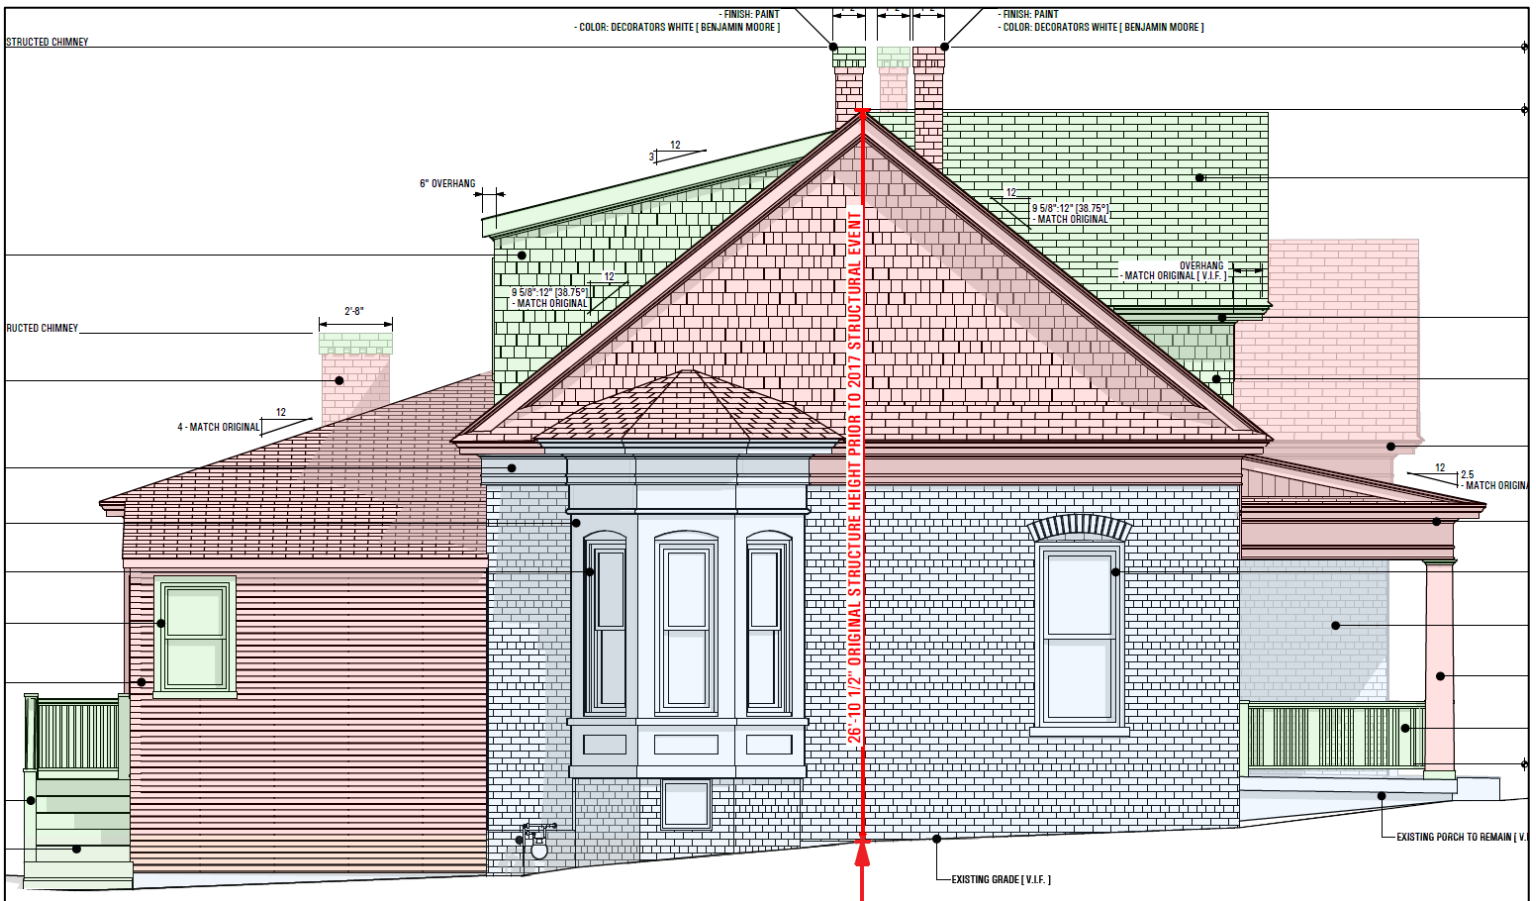 - FINISH: PAINT
- COLOR: DECORATORS WHITE [ BENJAMIN MOORE ]
- FINISH: PAINT
- COLOR: DECORATORS WHITE [ BENJAMIN MOORE ]
STRUCTED CHIMNEY
12
3
6" OVERHANG
12
9 5/8":12" [38.75°]
- MATCH ORIGINAL
OVERHANG
- MATCH ORIGINAL [ V.I.F. ]
12
9 5/8":12" [38.75°]
- MATCH ORIGINAL
2'-8"
RUCTED CHIMNEY
12
4 - MATCH ORIGINAL
12
2.5
- MATCH ORIGINA
26'-10 1/2" ORIGINAL STRUCTURE HEIGHT PRIOR TO 2017 STRUCTURAL EVENT
EXISTING PORCH TO REMAIN [ V.I
EXISTING GRADE [ V.I.F. ]